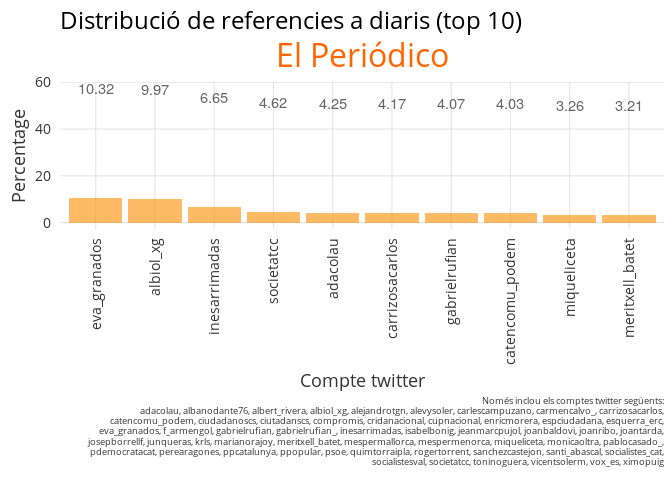 Distribució de referencies a diaris (top 10)
El Periódico
Percentage
60
40
20
0
10.32 9.97 6.65 4.62 4.25 4.17 4.07 4.03 3.26 3.21
eva_granados
albiol_xg
inesarrimadas
societatcc
adacolau
carrizosacarlos
gabrielrufian
catencomu_podem
miqueliceta
meritxell_batet
Compte twitter
Només inclou els comptes twitter següents:
adacolau, albanodante76, albert_rivera, albiol_xg, alejandrotgn, alevysoler, carlescampuzano, carmencalvo_, carrizosacarlos,
catencomu_podem, ciudadanoscs, ciutadanscs, compromis, cridanacional, cupnacional, enricmorera, espciudadana, esquerra_erc,
eva_granados, f_armengol, gabrielrufian, gabrielrufian_, inesarrimadas, isabelbonig, jeanmarcpujol, joanbaldovi, joanribo, joantarda,
josepborrellf, junqueras, krls, marianorajoy, meritxell_batet, mespermallorca, mespermenorca, miqueliceta, monicaoltra, pablocasado_,
pdemocratacat, perearagones, ppcatalunya, ppopular, psoe, quimtorraipla, rogertorrent, sanchezcastejon, santi_abascal, socialistes_cat,
socialistesval, societatcc, toninoguera, vicentsolerm, vox_es, ximopuig